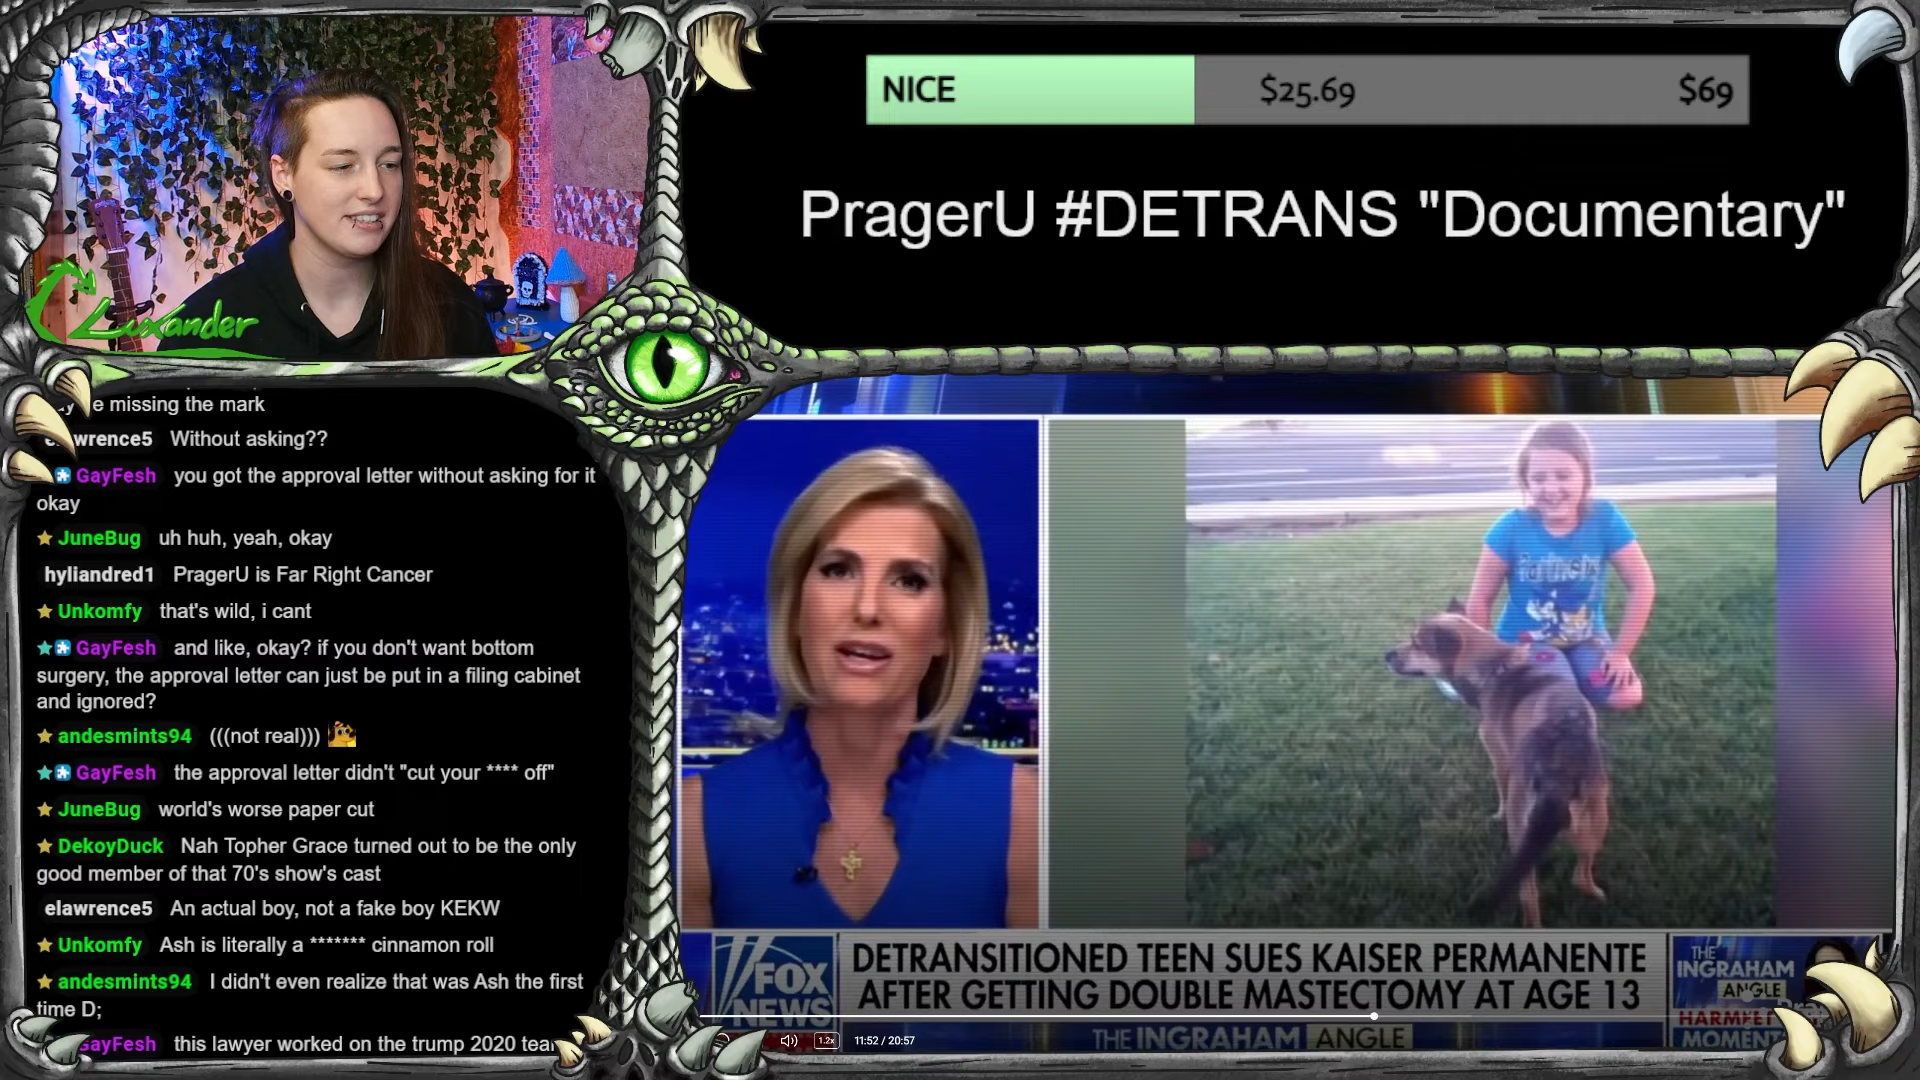 NICE $25.69 $69
PragerU #DETRANS "Documentary"
Luxander
e missing the mark
wrence5 Without asking??
GayFesh you got the approval letter without asking for it
okay
JuneBug uh huh, yeah, okay
hyliandred1 PragerU is Far Right Cancer
Unkomfy that's wild, i cant
GayFesh and like, okay? if you don't want bottom
surgery, the approval letter can just be put in a filing cabinet
and ignored?
andesmints94 (((not real)))
GayFesh the approval letter didn't "cut your **** off"
JuneBug world's worse paper cut
DekoyDuck Nah Topher Grace turned out to be the only
good member of that 70's show's cast
elawrence5 An actual boy, not a fake boy KEKW
Unkomfy Ash is literally a ******* cinnamon roll
andesmints94 I didn't even realize that was Ash the first
time D;
GayFesh this lawyer worked on the trump 2020 tea
FOX
NEWS
DETRANSITIONED TEEN SUES KAISER PERMANENTE
AFTER GETTING DOUBLE MASTECTOMY AT AGE 13
THE INGRAHAM ANGLE
THE
INGRAHAM
ANGLE
MOMENT
1.2x 11:52 / 20:57